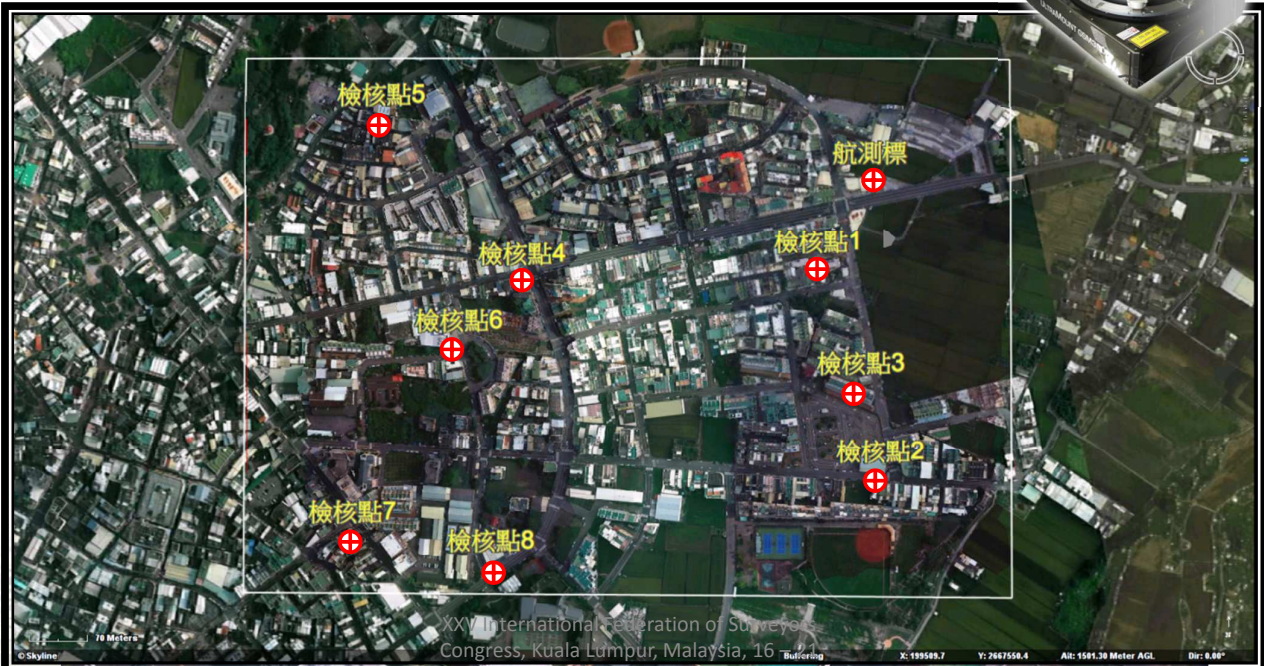 ULTRAMOUNT GSM3
檢核點5
航測標
檢核點1
檢核點4
檢核點6
檢核點3
檢核點2
檢核點7
檢核點8
XXV International Federation of Surveyors
Congress, Kuala Lumpur, Malaysia, 16 –
70 Meters
© Skyline
Buffering
X: 199509.7
Y: 2667550.4
Alt: 1501.30 Meter AGL
Dir: 0.00°